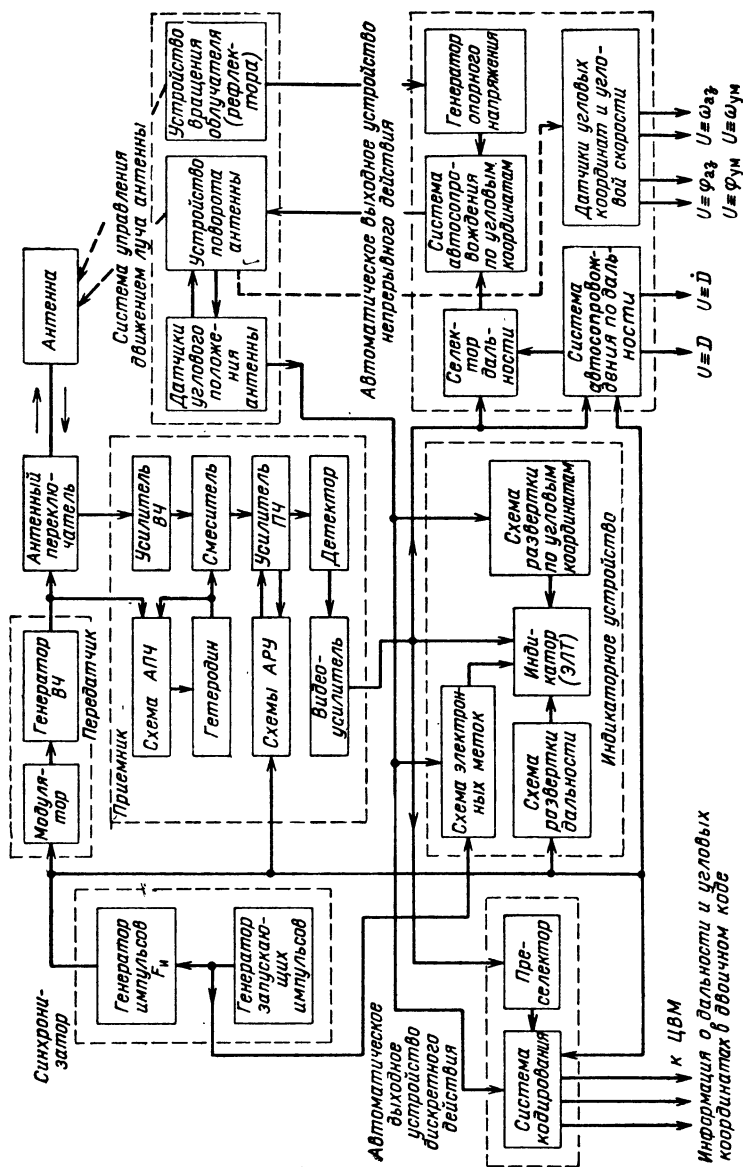 Синхрони-
затор
Генератор
импульсов
Fи
Генератор
запускаю-
щих
импульсов
Модуля-
тор
Генератор
ВЧ
Передатчик
Антенный
переклю-
чатель
Антенна
Приемник
Схема АПЧ
Гетеродин
Схемы АРУ
Видео-
усилитель
Усилитель
ВЧ
Смеситель
Усилитель
ПЧ
Детектор
Система управления
движением луча антенны
Датчики
углового
положе-
ния
антенны
Устройство
поворота
антенны
Устройство
вращения
облучателя
(рефлек-
тора)
Автоматическое
выходное
устройство
дискретного
действия
Пре-
селектор
Система
кодирования
к ЦВМ
Информация о дальности и угловых
координатах в двоичном коде
Схема электрон-
ных меток
Схема
развертки
дальности
Инди-
катор
(ЭЛТ)
Схема
развертки
по угловым
координатам
Индикаторное устройство
Автоматическое выходное устройство
непрерывного действия
Селектор
даль-
ности
Система
автосопро-
вождения
по угловым
координатам
Генератор
опорного
напряжения
Система
автосопровож-
дения по даль-
ности
Датчики угловых
координат и угло-
вой скорости
U≡D
U≡Ḋ
U≡φаз
U≡φум
U≡ωаз
U≡ωум